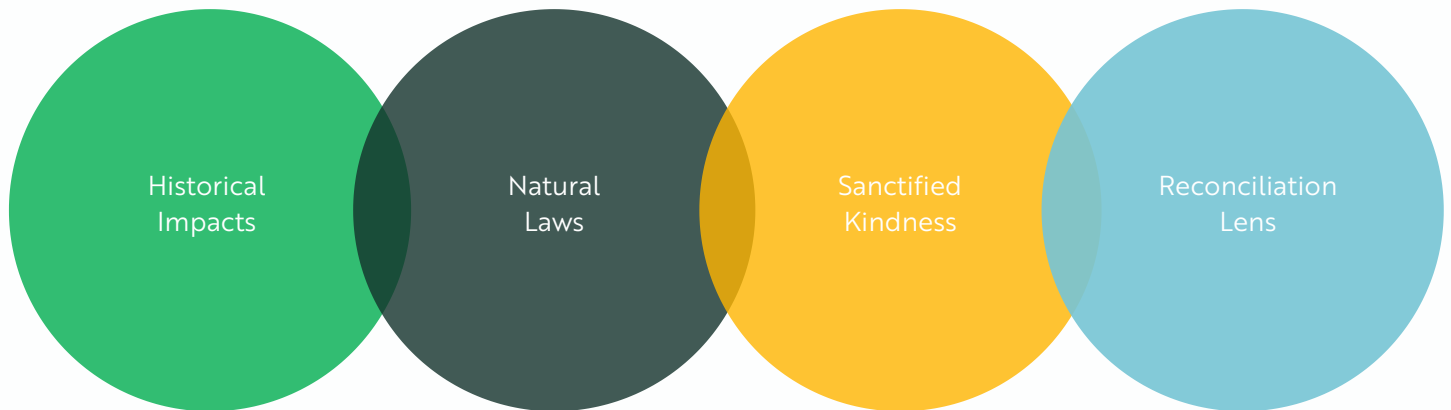 Historical
Impacts
Natural
Laws
Sanctified
Kindness
Reconciliation
Lens